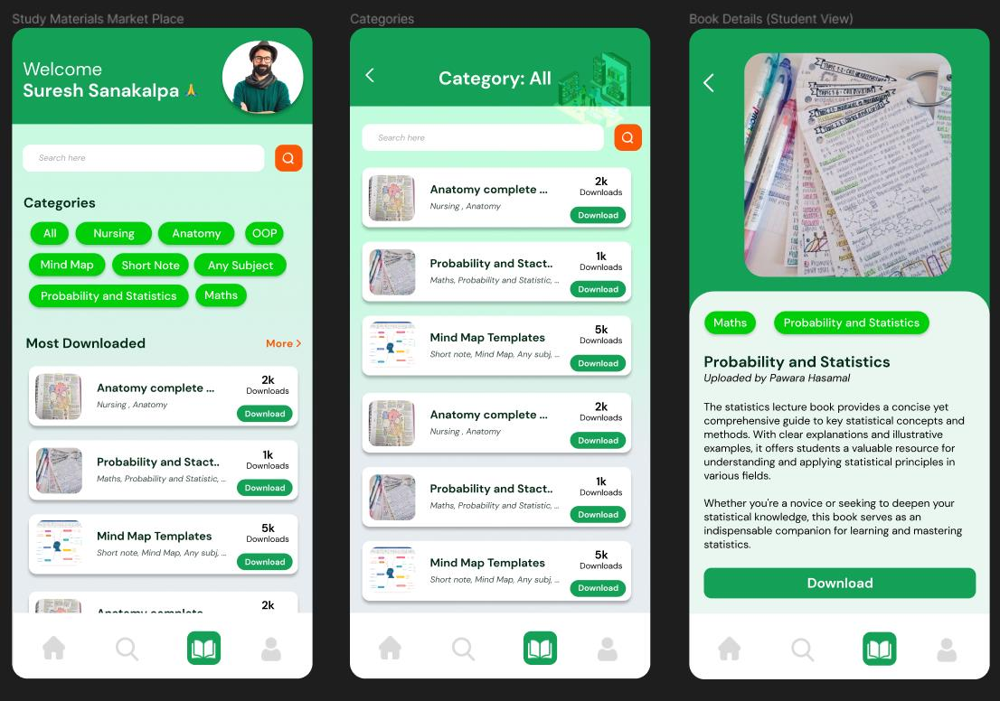 Study Materials Market Place
Welcome
Suresh Sanakalpa 🙏
Search here
Categories
All
Nursing
Anatomy
OOP
Mind Map
Short Note
Any Subject
Probability and Statistics
Maths
Most Downloaded
More >
Anatomy complete ...
Nursing , Anatomy
2k
Downloads
Download
Probability and Stact..
Maths, Probability and Statistic, ...
1k
Downloads
Download
Mind Map Templates
Short note, Mind Map, Any subj, ...
5k
Downloads
Download
Anatomy complete
2k
Categories
Category: All
Search here
Anatomy complete ...
Nursing , Anatomy
2k
Downloads
Download
Probability and Stact..
Maths, Probability and Statistic, ...
1k
Downloads
Download
Mind Map Templates
Short note, Mind Map, Any subj, ...
5k
Downloads
Download
Anatomy complete ...
Nursing , Anatomy
2k
Downloads
Download
Probability and Stact..
Maths, Probability and Statistic, ...
1k
Downloads
Download
Mind Map Templates
Short note, Mind Map, Any subj, ...
5k
Downloads
Download
Book Details (Student View)
Maths
Probability and Statistics
Probability and Statistics
Uploaded by Pawara Hasamal
The statistics lecture book provides a concise yet
comprehensive guide to key statistical concepts and
methods. With clear explanations and illustrative
examples, it offers students a valuable resource for
understanding and applying statistical principles in
various fields.
Whether you're a novice or seeking to deepen your
statistical knowledge, this book serves as an
indispensable companion for learning and mastering
statistics.
Download